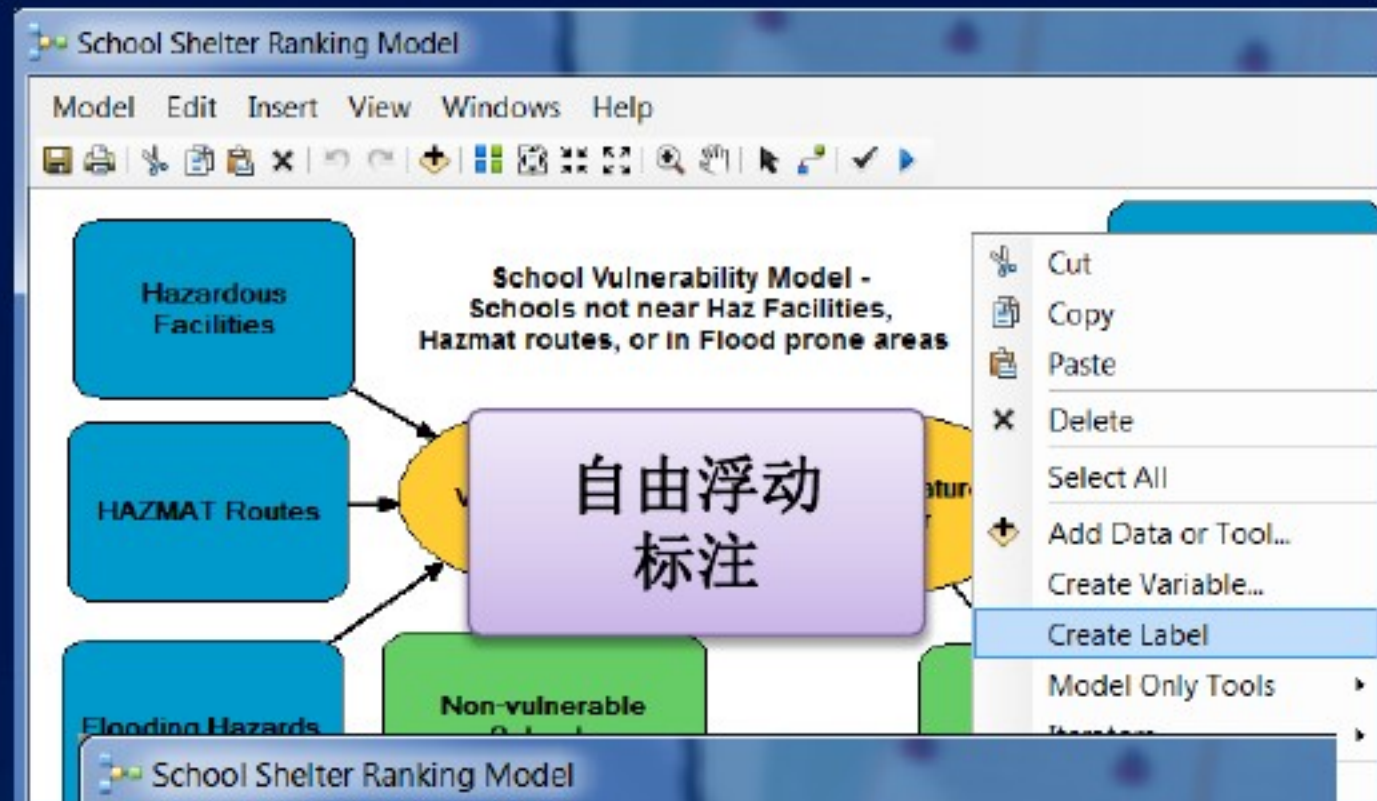 School Shelter Ranking Model
Model Edit Insert View Windows Help
Hazardous
Facilities
School Vulnerability Model -
Schools not near Haz Facilities,
Hazmat routes, or in Flood prone areas
HAZMAT Routes
自由浮动
标注
Flooding Hazards
Non-vulnerable
Cut
Copy
Paste
Delete
Select All
Add Data or Tool...
Create Variable...
Create Label
Model Only Tools
School Shelter Ranking Model